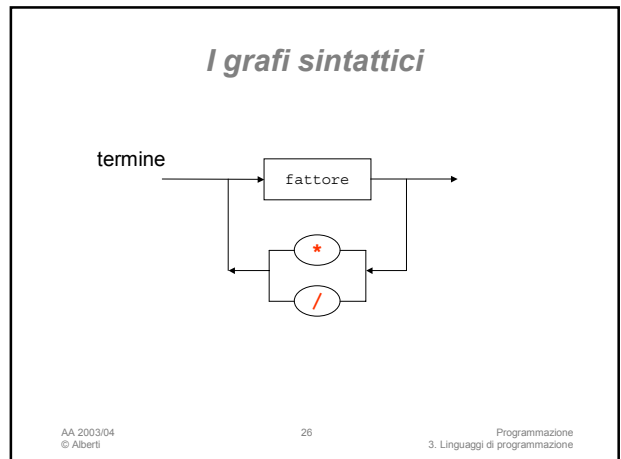 I grafi sintattici
termine
fattore
*
/
AA 2003/04
© Alberti
26
Programmazione
3. Linguaggi di programmazione